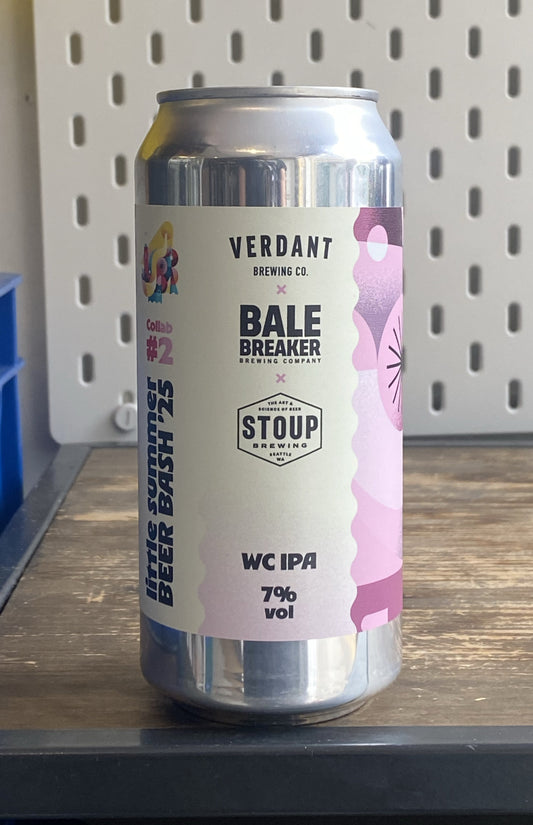 VERDANT
BREWING CO.
×
BALE
BREAKER
BREWING COMPANY
×
THE ART &
SCIENCE OF BEER
STOUP
BREWING
SEATTLE
WA
WC IPA
7%
vol
Collab
#2
little summer
BEER BASH '25